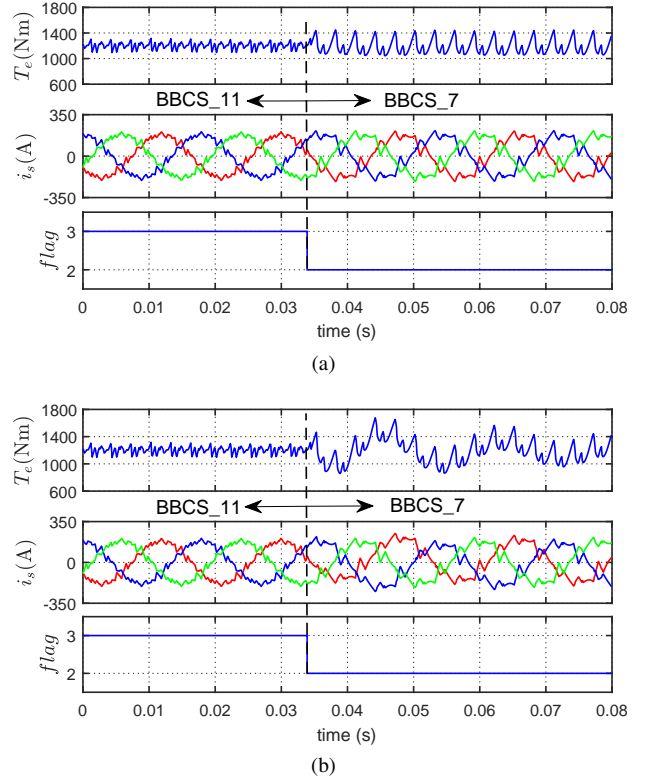 1800
1400
1000
600
T_e(Nm)
BBCS_11
BBCS_7
350
0
-350
i_s(A)
3
2
flag
0 0.01 0.02 0.03 0.04 0.05 0.06 0.07 0.08
time (s)
(a)
1800
1400
1000
600
T_e(Nm)
BBCS_11
BBCS_7
350
0
-350
i_s(A)
3
2
flag
0 0.01 0.02 0.03 0.04 0.05 0.06 0.07 0.08
time (s)
(b)